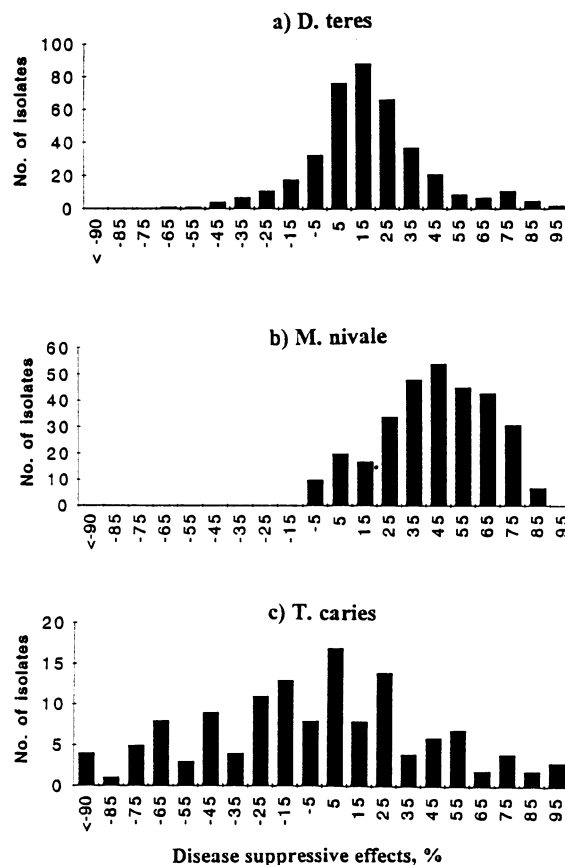 a) D. teres
No. of isolates
100
80
60
40
20
0
< -90 -85 -75 -65 -55 -45 -35 -25 -15 -5 5 15 25 35 45 55 65 75 85 95
b) M. nivale
No. of isolates
60
50
40
30
20
10
0
<-90 -85 -75 -65 -55 -45 -35 -25 -15 -5 5 15 25 35 45 55 65 75 85 95
c) T. caries
No. of isolates
20
15
10
5
0
<-90 -85 -75 -65 -55 -45 -35 -25 -15 -5 5 15 25 35 45 55 65 75 85 95
Disease suppressive effects, %